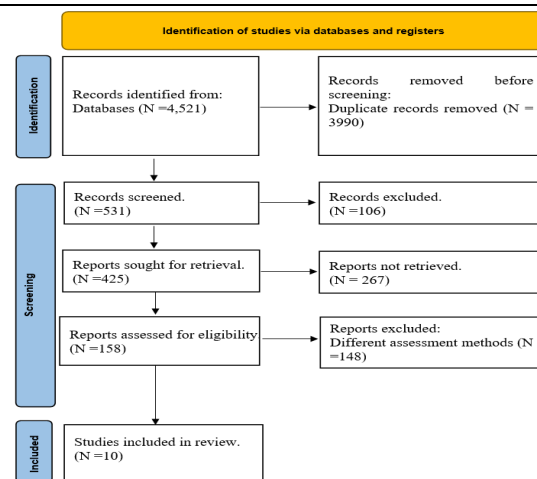 Identification of studies via databases and registers
Identification
Records identified from:
Databases (N =4,521)
Records removed before
screening:
Duplicate records removed (N =
3990)
Screening
Records screened.
(N =531)
Records excluded.
(N =106)
Reports sought for retrieval.
(N =425)
Reports not retrieved.
(N = 267)
Reports assessed for eligibility
(N =158)
Reports excluded:
Different assessment methods (N
=148)
Included
Studies included in review.
(N =10)